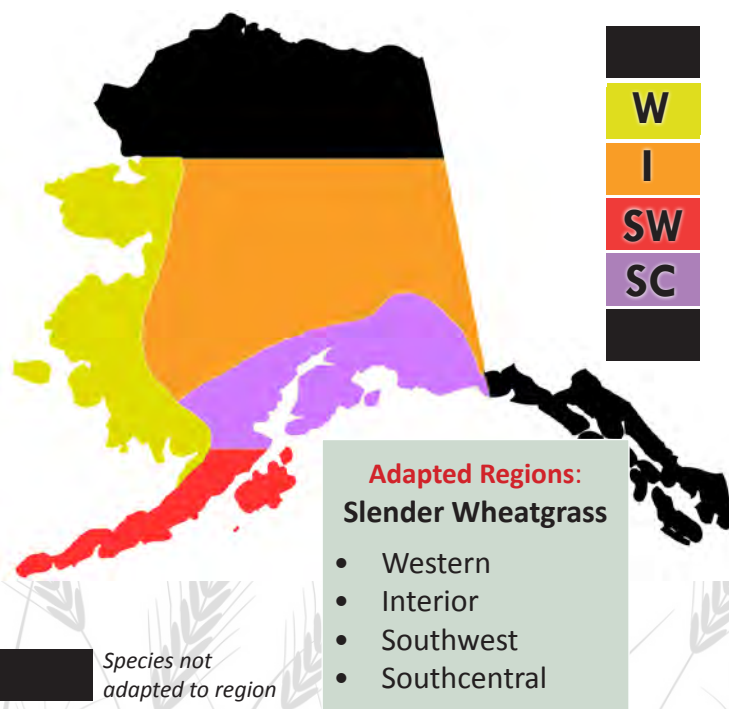 W
I
SW
SC
Adapted Regions:
Slender Wheatgrass
• Western
• Interior
• Southwest
• Southcentral
Species not
adapted to region